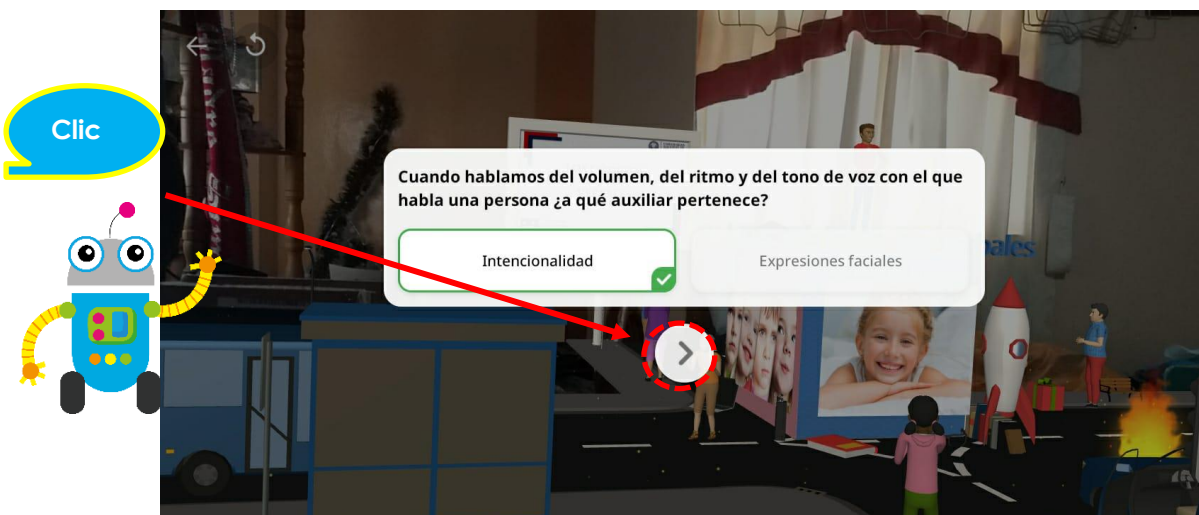 Clic
Cuando hablamos del volumen, del ritmo y del tono de voz con el que
habla una persona ¿a qué auxiliar pertenece?
Intencionalidad
Expresiones faciales